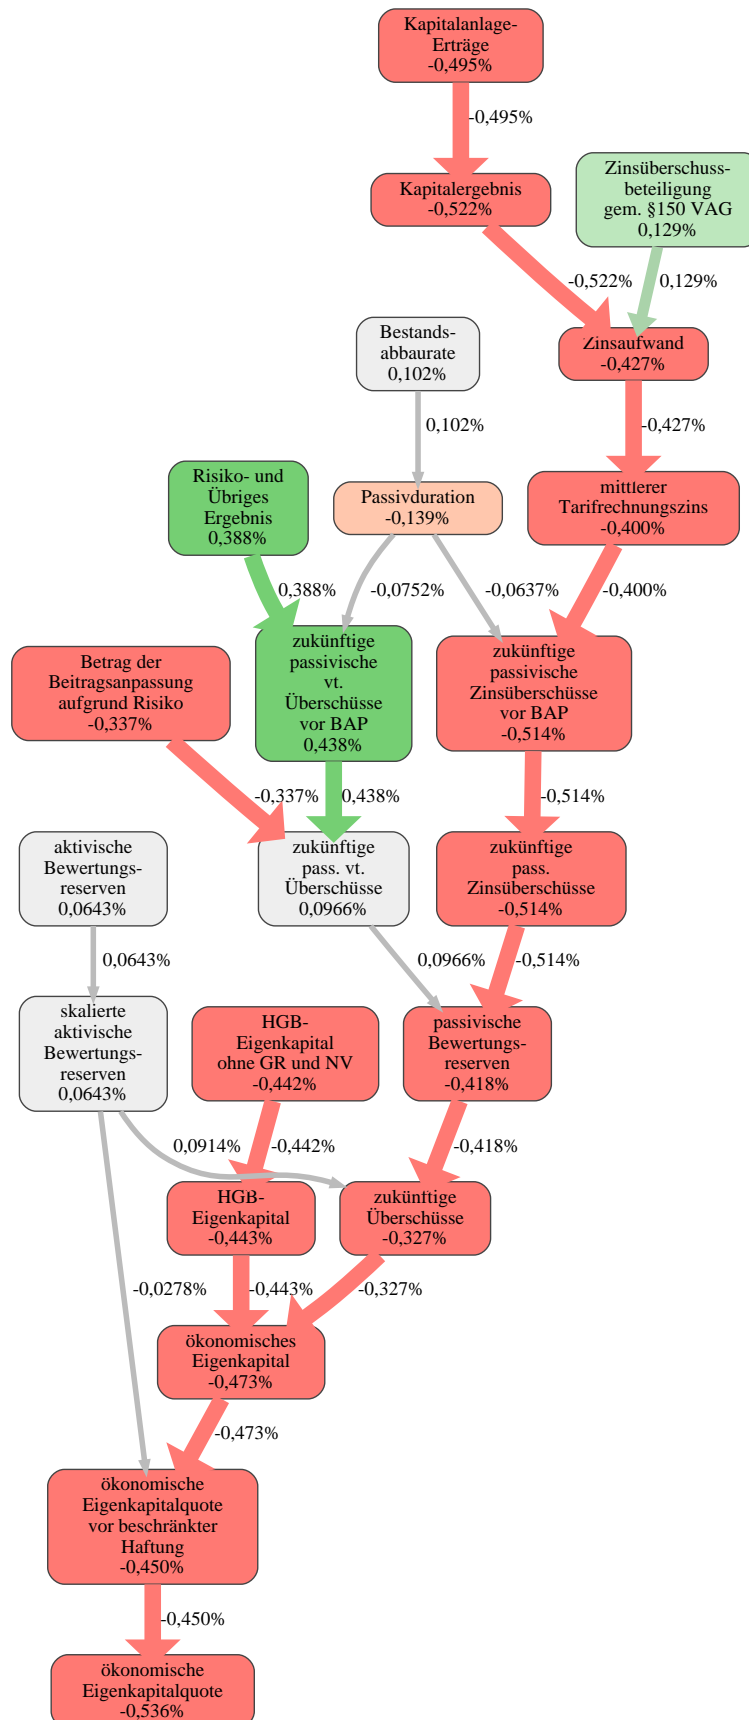 Kapitalanlage-
Erträge
-0,495%
-0,495%
Kapitalergebnis
-0,522%
Zinsüberschuss-
beteiligung
gem. §150 VAG
0,129%
-0,522%
0,129%
Bestands-
abbaurate
0,102%
Zinsaufwand
-0,427%
0,102%
-0,427%
Risiko- und
Übriges
Ergebnis
0,388%
Passivduration
-0,139%
mittlerer
Tarifrechnungszins
-0,400%
0,388%
-0,0752%
-0,0637%
-0,400%
Betrag der
Beitragsanpassung
aufgrund Risiko
-0,337%
zukünftige
passivische
vt.
Überschüsse
vor BAP
0,438%
zukünftige
passivische
Zinsüberschüsse
vor BAP
-0,514%
-0,337%
0,438%
-0,514%
aktivische
Bewertungs-
reserven
0,0643%
zukünftige
pass. vt.
Überschüsse
0,0966%
zukünftige
pass.
Zinsüberschüsse
-0,514%
0,0643%
0,0966%
-0,514%
skalierte
aktivische
Bewertungs-
reserven
0,0643%
HGB-
Eigenkapital
ohne GR und NV
-0,442%
passivische
Bewertungs-
reserven
-0,418%
0,0914%
-0,442%
-0,418%
HGB-
Eigenkapital
-0,443%
zukünftige
Überschüsse
-0,327%
-0,0278%
-0,443%
-0,327%
ökonomisches
Eigenkapital
-0,473%
-0,473%
ökonomische
Eigenkapitalquote
vor beschränkter
Haftung
-0,450%
-0,450%
ökonomische
Eigenkapitalquote
-0,536%